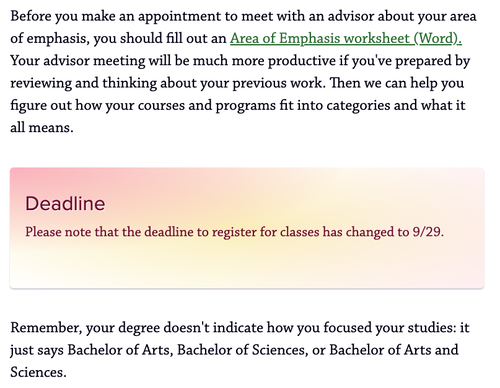 Before you make an appointment to meet with an advisor about your area
of emphasis, you should fill out an Area of Emphasis worksheet (Word).
Your advisor meeting will be much more productive if you've prepared by
reviewing and thinking about your previous work. Then we can help you
figure out how your courses and programs fit into categories and what it
all means.
Deadline
Please note that the deadline to register for classes has changed to 9/29.
Remember, your degree doesn't indicate how you focused your studies: it
just says Bachelor of Arts, Bachelor of Sciences, or Bachelor of Arts and
Sciences.